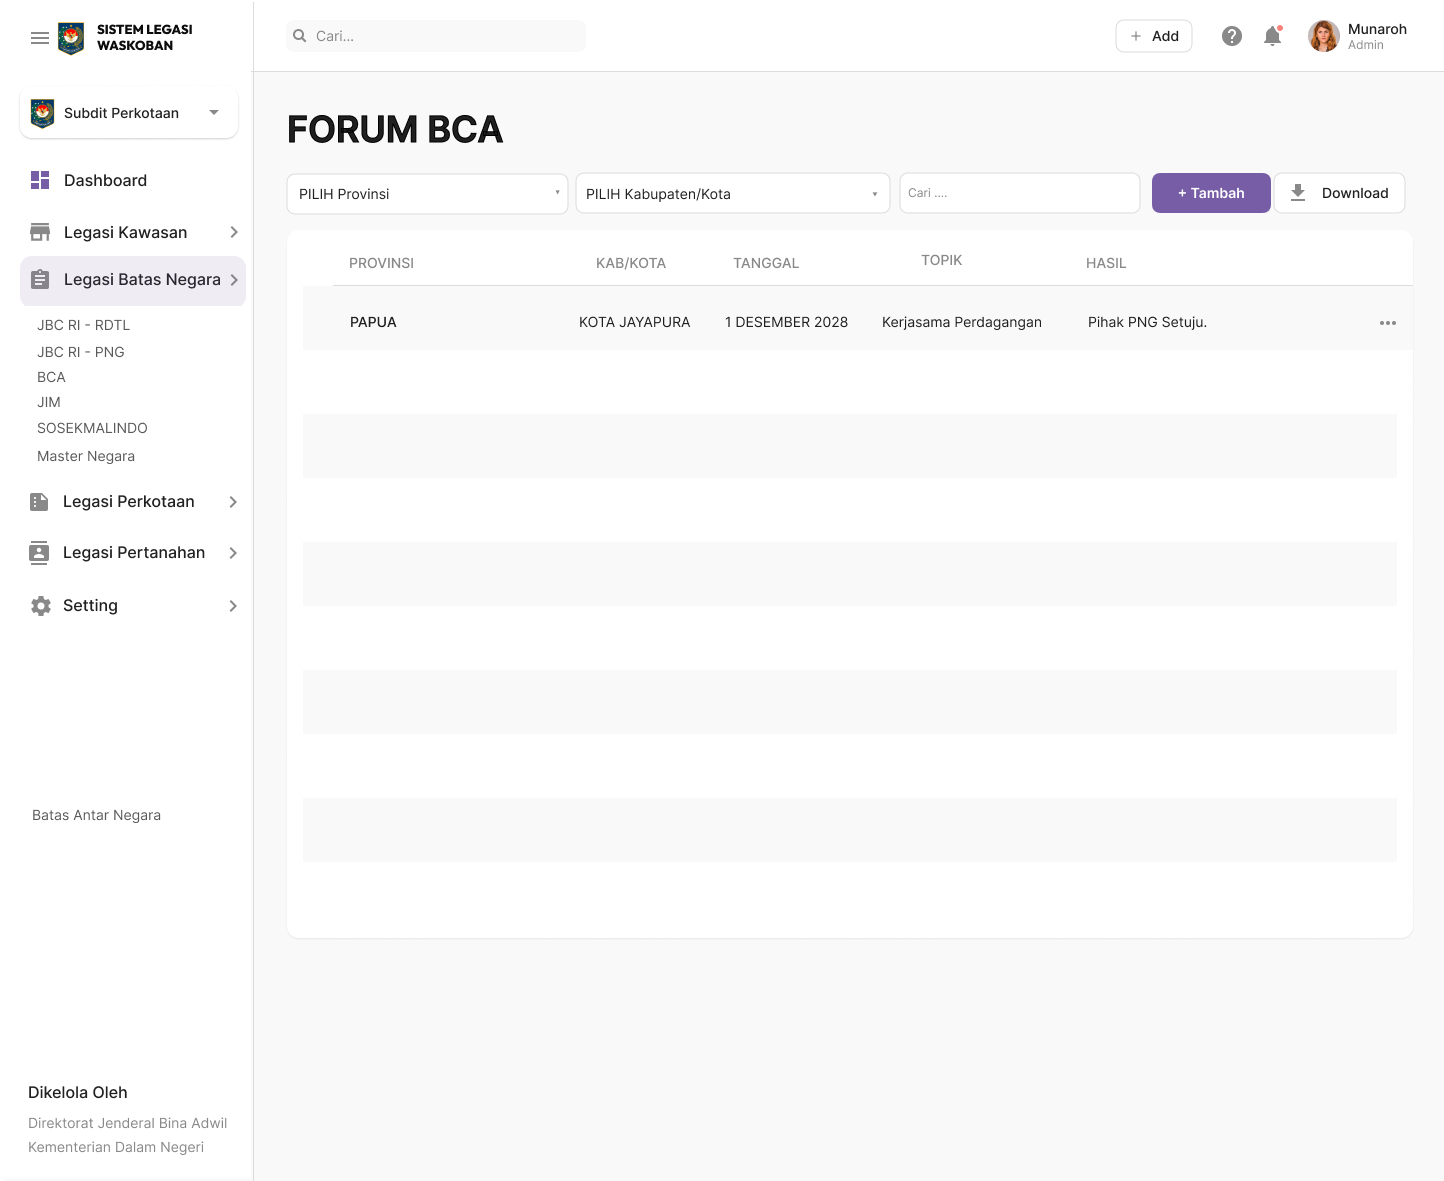 SISTEM LEGASI
WASKOBAN
Cari...
+ Add
Munaroh
Admin
Subdit Perkotaan
Dashboard
Legasi Kawasan
Legasi Batas Negara
JBC RI - RDTL
JBC RI - PNG
BCA
JIM
SOSEKMALINDO
Master Negara
Legasi Perkotaan
Legasi Pertanahan
Setting
Batas Antar Negara
Dikelola Oleh
Direktorat Jenderal Bina Adwil
Kementerian Dalam Negeri
FORUM BCA
PILIH Provinsi
PILIH Kabupaten/Kota
Cari ....
+ Tambah
Download
PROVINSI KAB/KOTA TANGGAL TOPIK HASIL
PAPUA KOTA JAYAPURA 1 DESEMBER 2028 Kerjasama Perdagangan Pihak PNG Setuju.